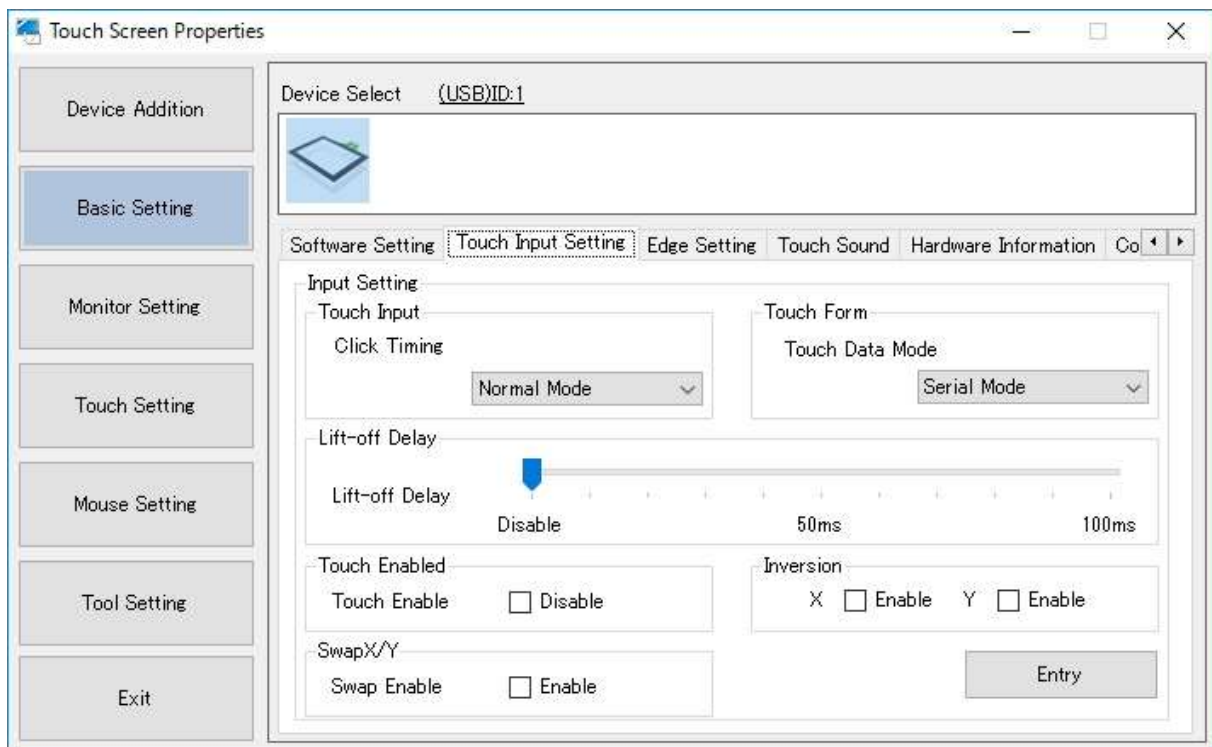 Touch Screen Properties
Device Addition
Basic Setting
Monitor Setting
Touch Setting
Mouse Setting
Tool Setting
Exit
Device Select (USB)ID:1
Software Setting Touch Input Setting Edge Setting Touch Sound Hardware Information Co
Input Setting
Touch Input
Click Timing
Normal Mode
Touch Form
Touch Data Mode
Serial Mode
Lift-off Delay
Lift-off Delay
Disable 50ms 100ms
Touch Enabled
Touch Enable Disable
Inversion
X Enable Y Enable
SwapX/Y
Swap Enable Enable
Entry